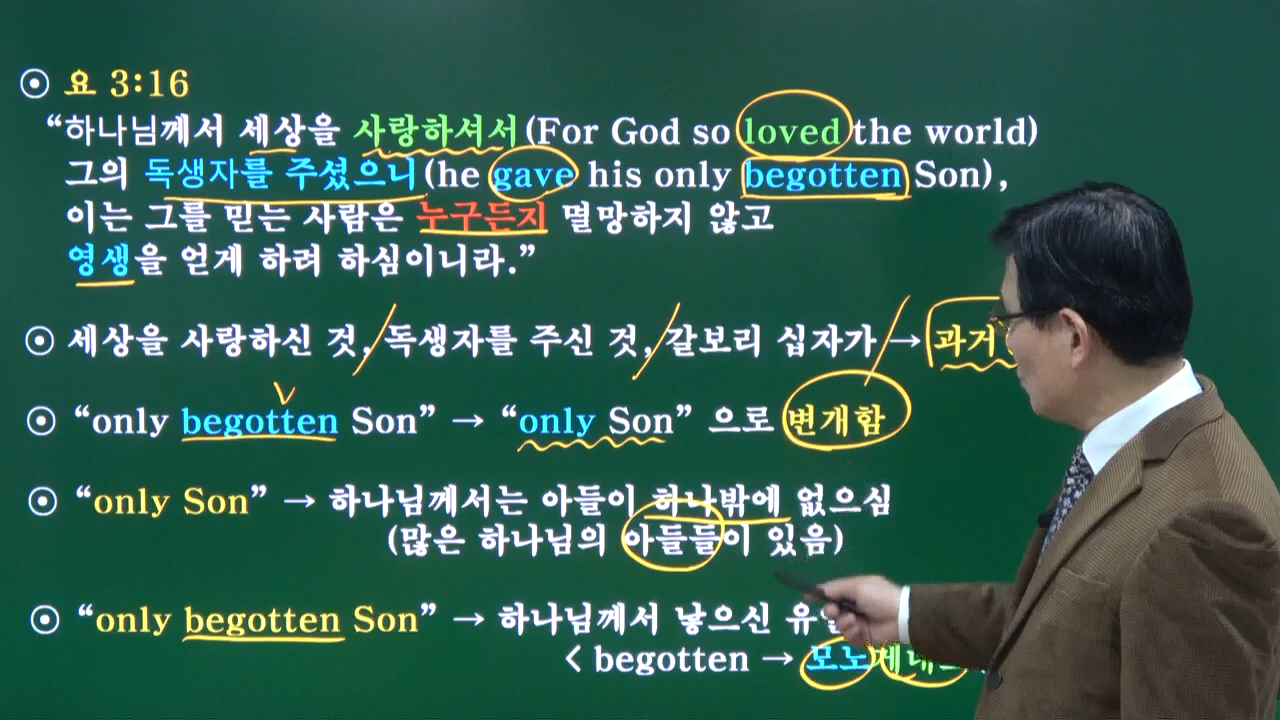 ⊙ 요 3:16
“하나님께서 세상을 사랑하셔서(For God so loved the world)
그의 독생자를 주셨으니(he gave his only begotten Son),
이는 그를 믿는 사람은 누구든지 멸망하지 않고
영생을 얻게 하려 하심이니라.”
⊙ 세상을 사랑하신 것, 독생자를 주신 것, 갈보리 십자가 → 과거
⊙ “only begotten Son” → “only Son” 으로 변개함
⊙ “only Son” → 하나님께서는 아들이 하나밖에 없으심
(많은 하나님의 아들들이 있음)
⊙ “only begotten Son” → 하나님께서 낳으신
< begotten → 모노